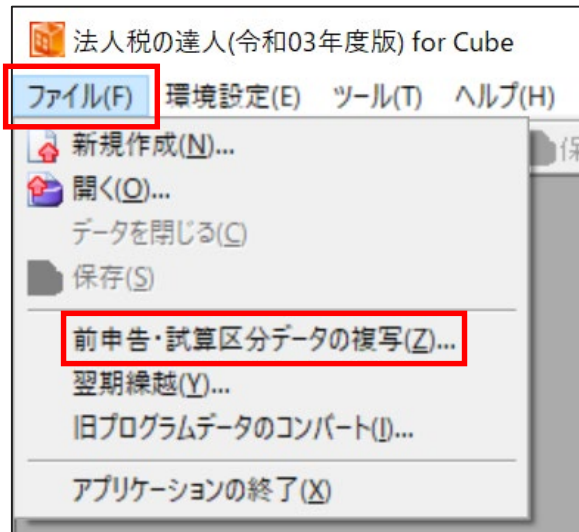 法人税の達人(令和03年度版) for Cube
ファイル(F) 環境設定(E) ツール(T) ヘルプ(H)
新規作成(N)...
開く(O)...
データを閉じる(C)
保存(S)
前申告・試算区分データの複写(Z)...
翌期繰越(Y)...
旧プログラムデータのコンバート(I)...
アプリケーションの終了(X)